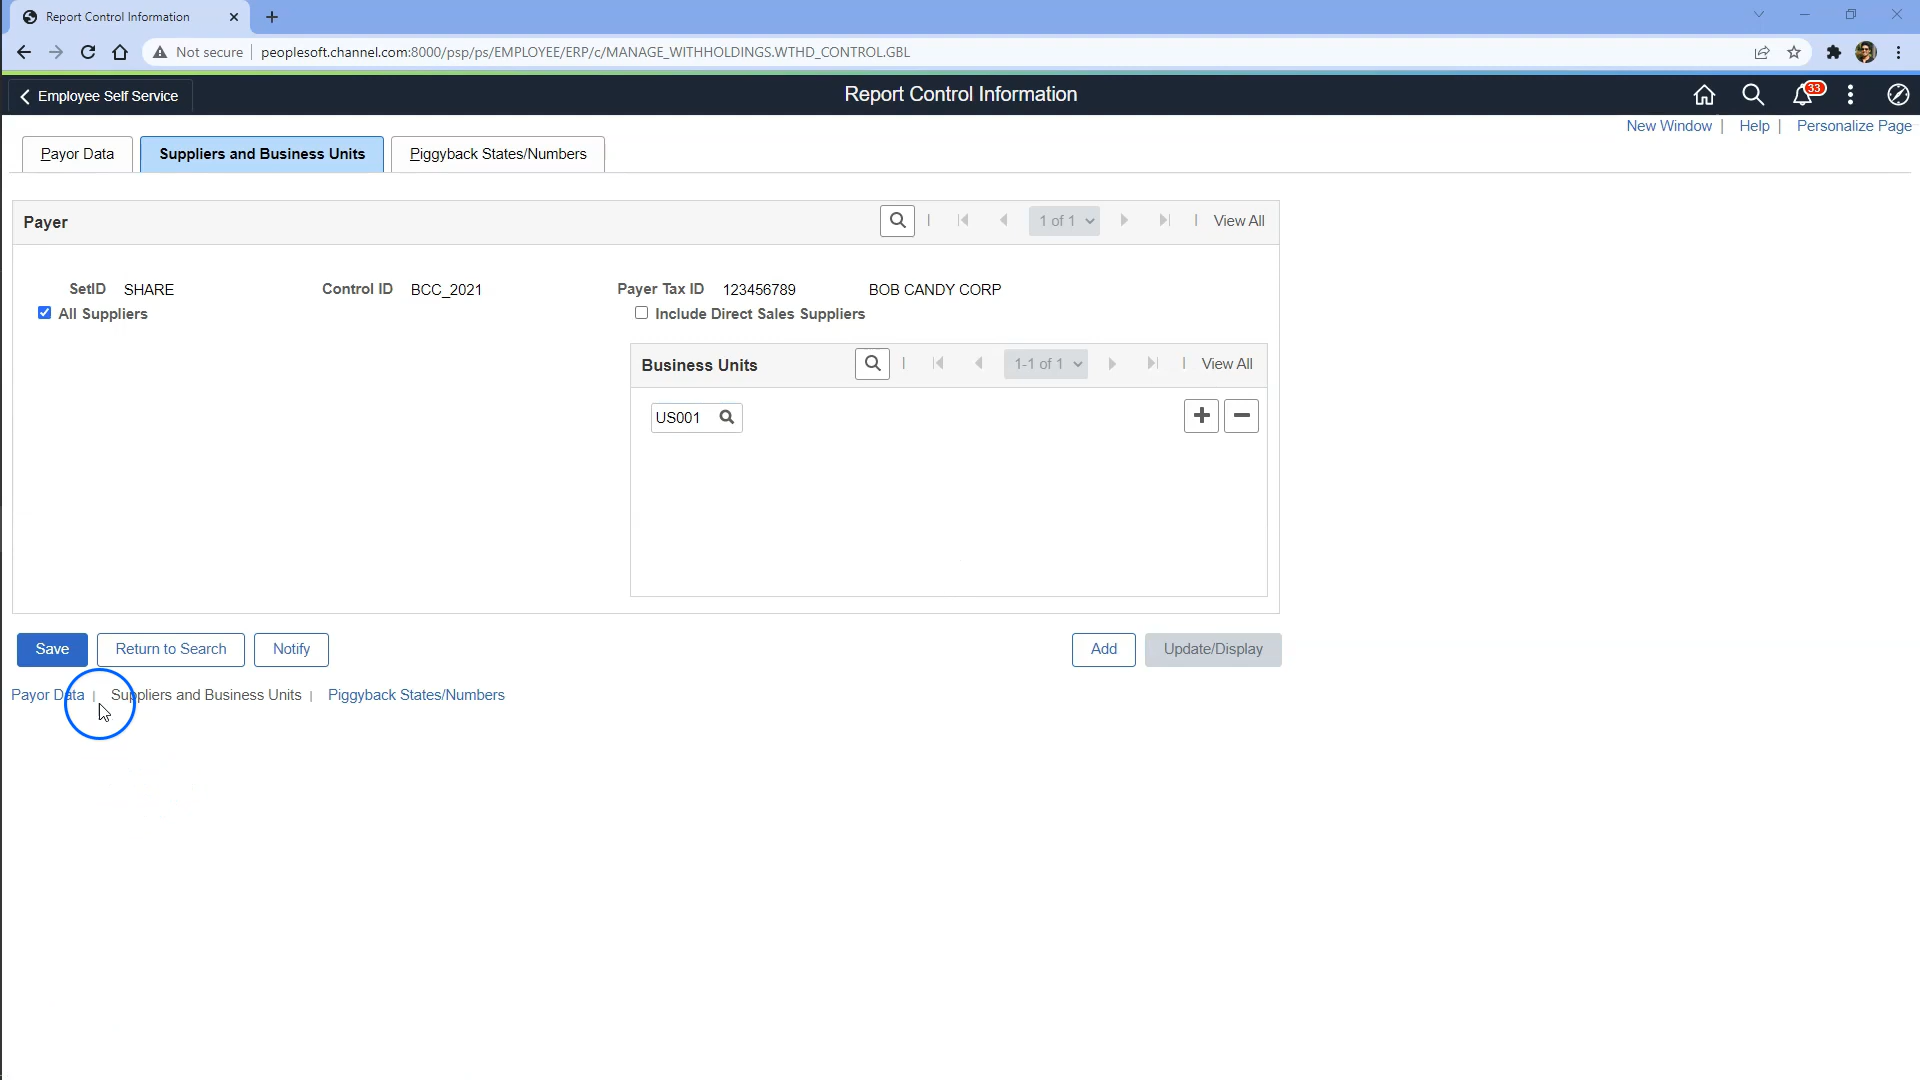 Report Control Information
Not secure peoplesoft.channel.com:8000/psp/ps/EMPLOYEE/ERP/c/MANAGE_WITHHOLDINGS.WTHD_CONTROL.GBL
Employee Self Service Report Control Information 33
New Window | Help | Personalize Page
Payor Data Suppliers and Business Units Piggyback States/Numbers
Payer | 1 of 1 | View All
SetID SHARE Control ID BCC_2021 Payer Tax ID 123456789 BOB CANDY CORP
All Suppliers Include Direct Sales Suppliers
Business Units | 1-1 of 1 | View All
US001
Save Return to Search Notify Add Update/Display
Payor Data | Suppliers and Business Units | Piggyback States/Numbers